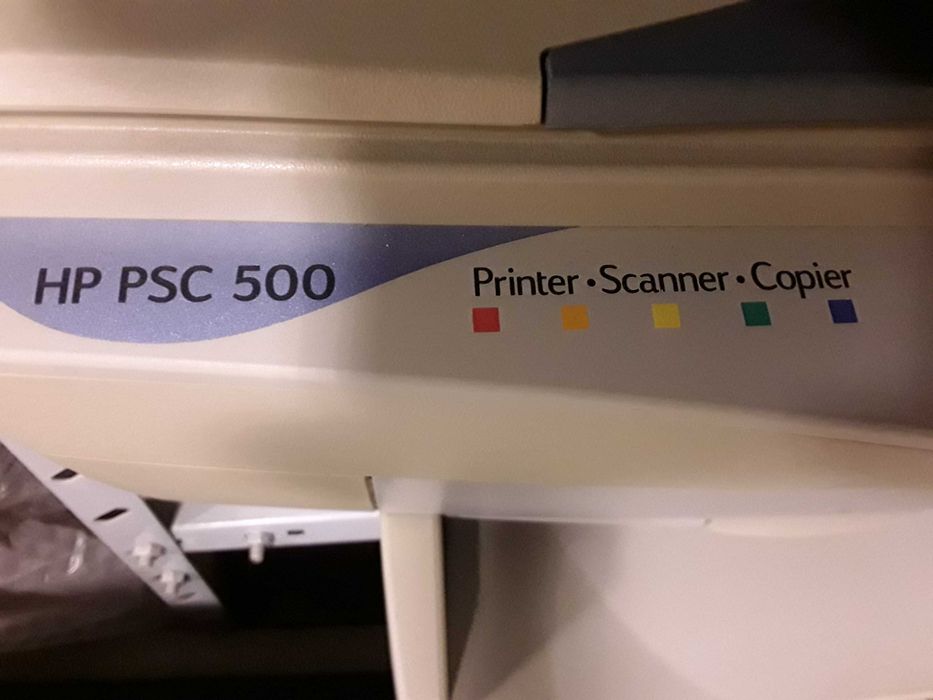 HP PSC 500
Printer · Scanner · Copier